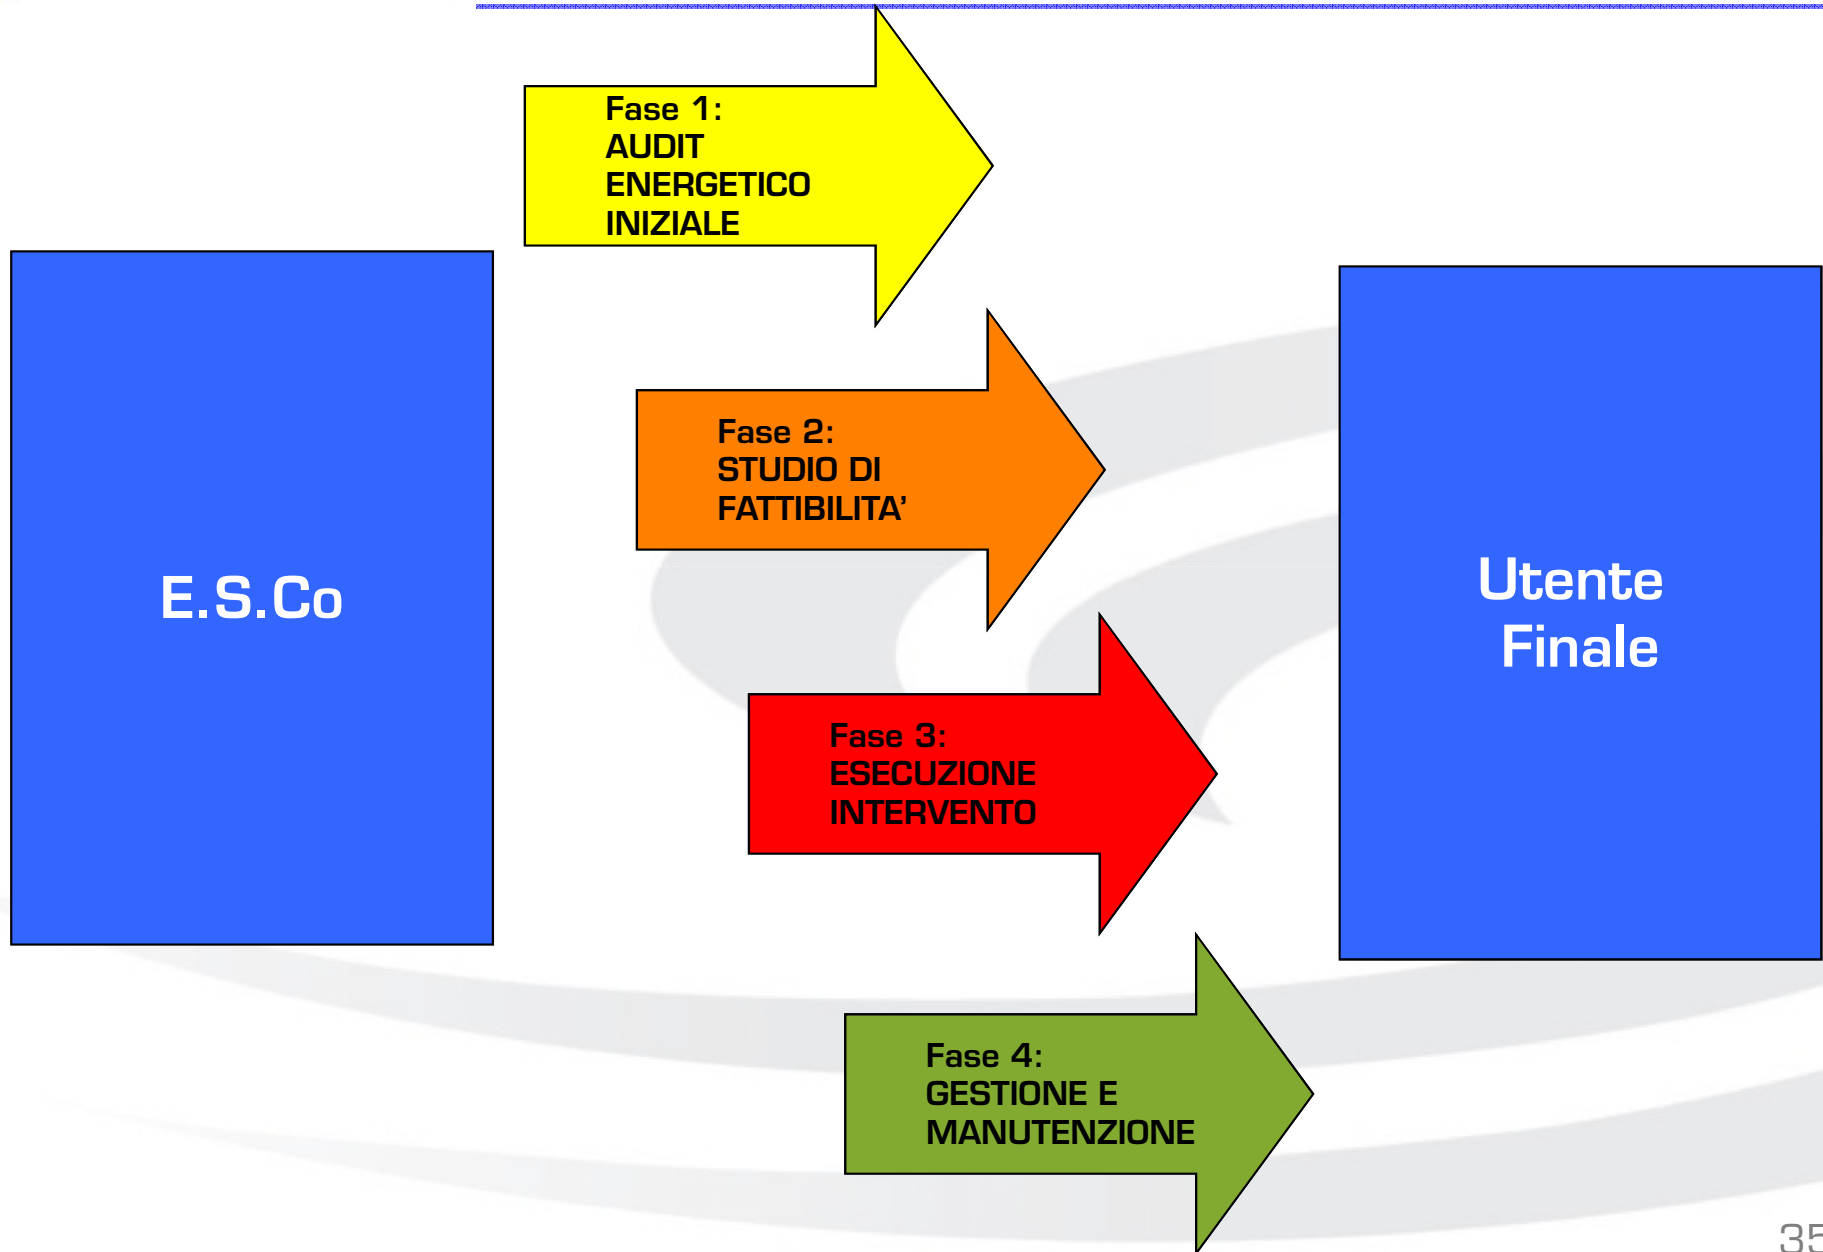 Fase 1:
AUDIT
ENERGETICO
INIZIALE
E.S.Co
Fase 2:
STUDIO DI
FATTIBILITA’
Utente
Finale
Fase 3:
ESECUZIONE
INTERVENTO
Fase 4:
GESTIONE E
MANUTENZIONE
35